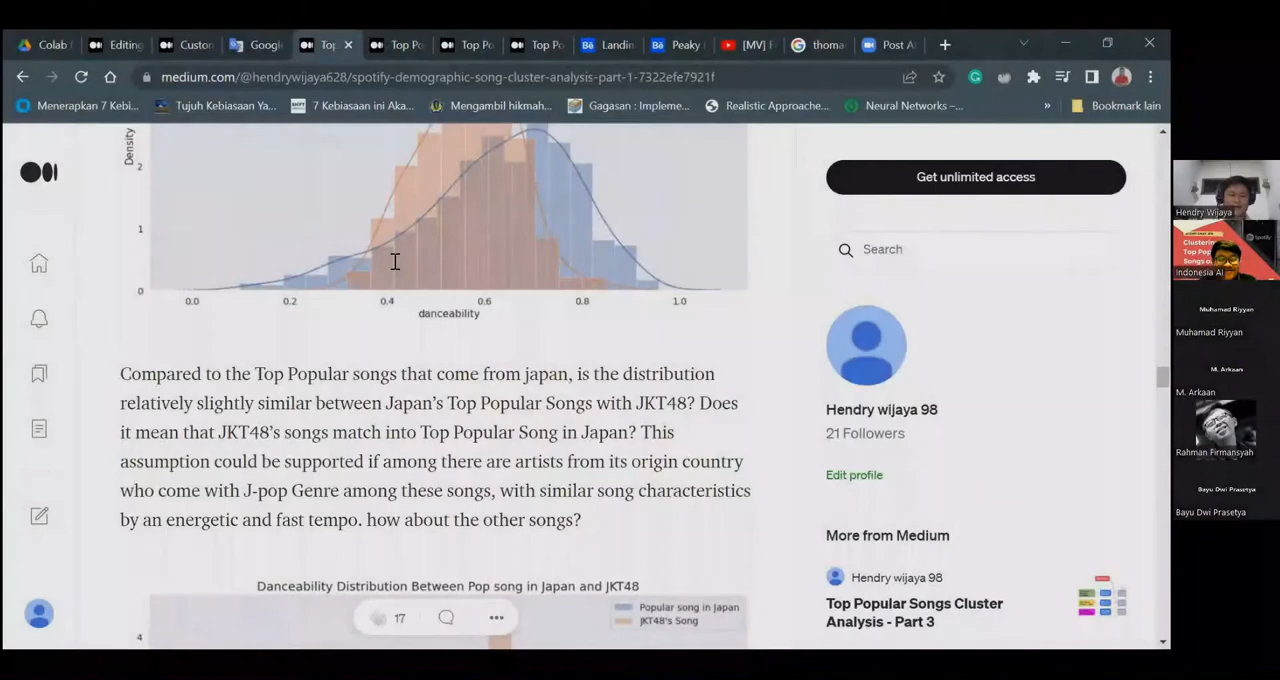 Colab
Editing
Custon
Googl
Top
Top Po
Top Po
Top Po
Landin
Peaky
[MV] F
thoma
Post A
medium.com/@hendrywijaya628/spotify-demographic-song-cluster-analysis-part-1-7322efe7921f
Menerapkan 7 Kebi...
Tujuh Kebiasaan Ya...
7 Kebiasaan ini Aka...
Mengambil hikmah...
Gagasan : Impleme...
Realistic Approache...
Neural Networks –...
»
Bookmark lain
Density
2
1
0
0.0 0.2 0.4 0.6 0.8 1.0
danceability
Compared to the Top Popular songs that come from japan, is the distribution
relatively slightly similar between Japan's Top Popular Songs with JKT48? Does
it mean that JKT48's songs match into Top Popular Song in Japan? This
assumption could be supported if among there are artists from its origin country
who come with J-pop Genre among these songs, with similar song characteristics
by an energetic and fast tempo. how about the other songs?
Danceability Distribution Between Pop song in Japan and JKT48
Popular song in Japan
JKT48's Song
4
17
Get unlimited access
Search
Hendry wijaya 98
21 Followers
Edit profile
More from Medium
Hendry wijaya 98
Top Popular Songs Cluster
Analysis - Part 3
Hendry Wijaya
Spotify
Clustering
Top Pop
Songs o
Indonesia AI
Muhamad Riyyan
Muhamad Riyyan
M. Arkaan
M. Arkaan
Rahman Firmansyah
Bayu Dwi Prasetya
Bayu Dwi Prasetya